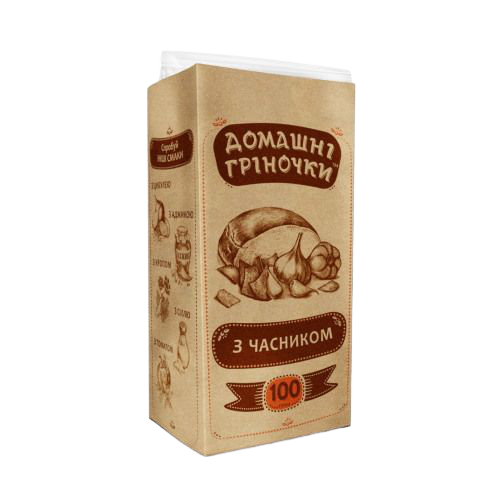 ДОМАШНІ
ГРІНОЧКИ
З ЧАСНИКОМ
100
Спробуй
ІНШІ СМАКИ
З ЦИБУЛЕЮ
З АДЖИКОЮ
З КРОПОМ
З СІЛЛЮ
З ТОМАТОМ